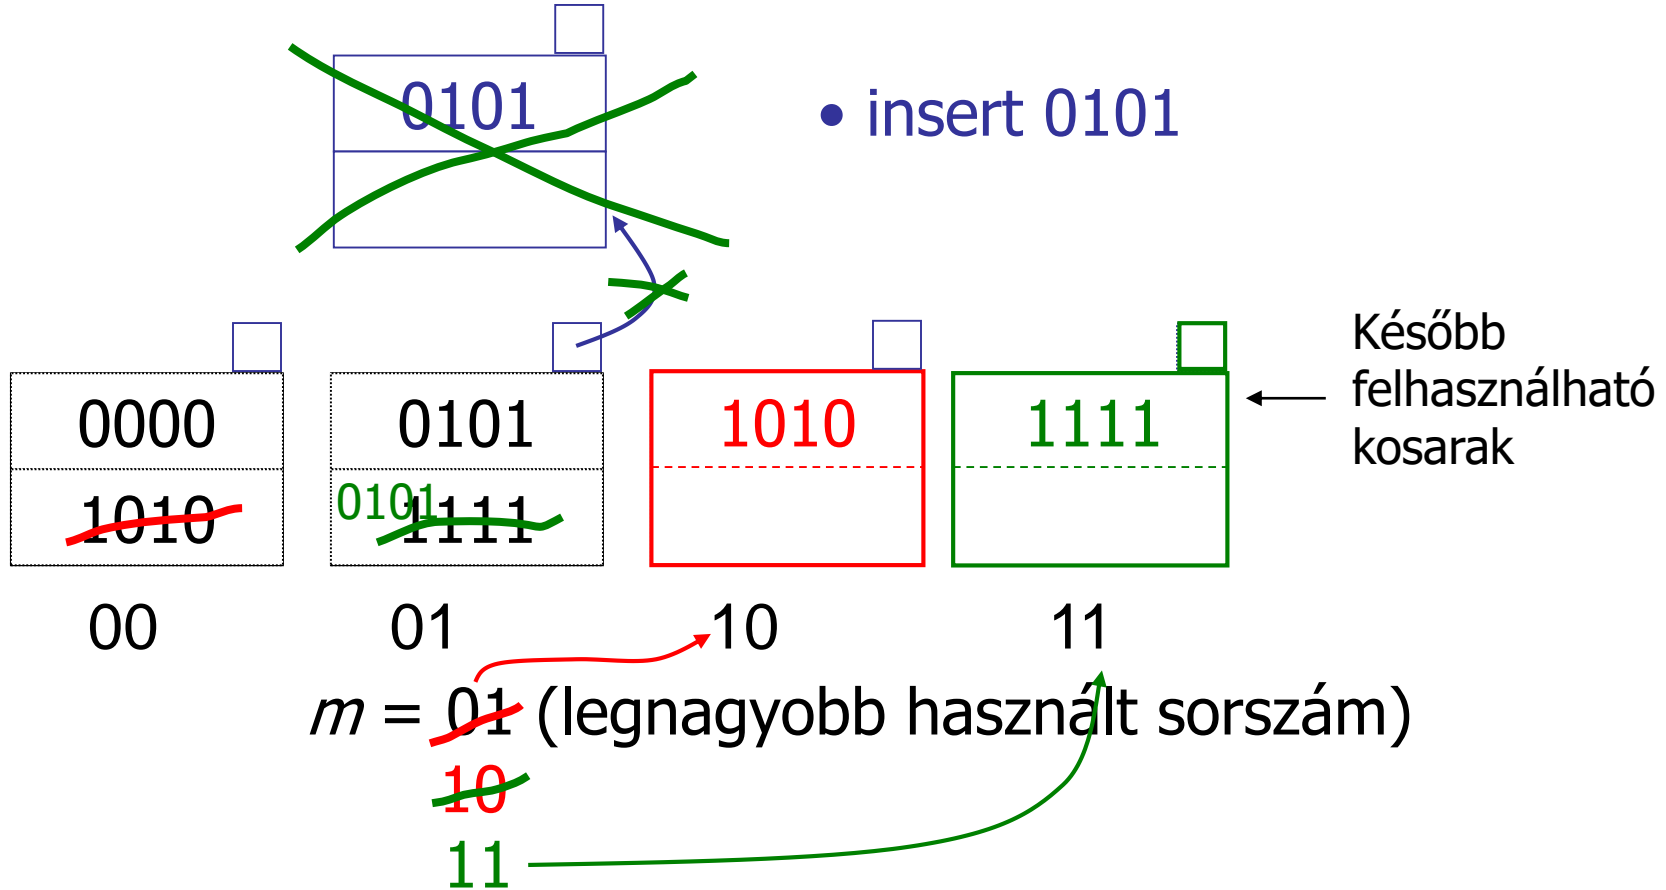 0101
• insert 0101
0000
1010
0101
0101
1111
1010
1111
Később
felhasználható
kosarak
00
01
10
11
m = 01 (legnagyobb használt sorszám)
10
11